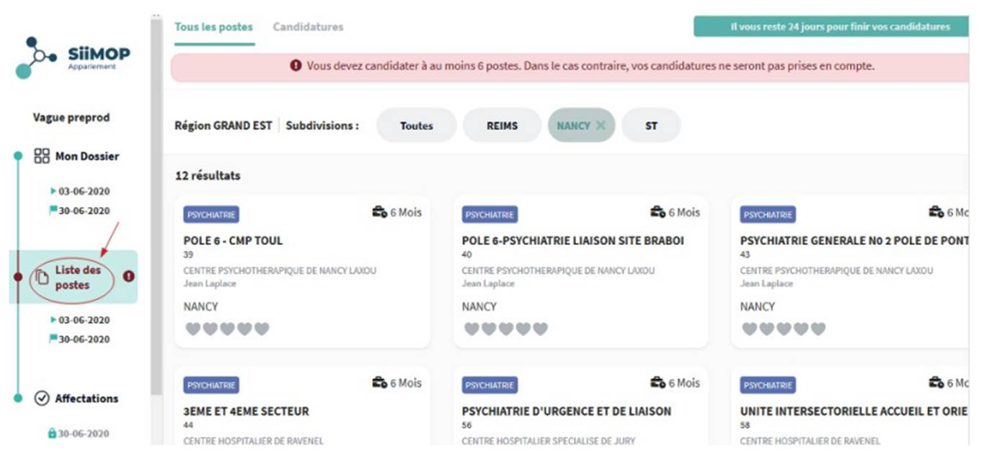 SiiMOP
Appariement
Vague preprod
Mon Dossier
03-06-2020
30-06-2020
Liste des
postes
03-06-2020
30-06-2020
Affectations
30-06-2020
Tous les postes Candidatures
Il vous reste 24 jours pour finir vos candidatures
Vous devez candidater à au moins 6 postes. Dans le cas contraire, vos candidatures ne seront pas prises en compte.
Région GRAND EST Subdivisions : Toutes REIMS NANCY ST
12 résultats
PSYCHIATRIE 6 Mois
POLE 6 - CMP TOUL
39
CENTRE PSYCHOTHERAPIQUE DE NANCY LAXOU
Jean Laplace
NANCY
PSYCHIATRIE 6 Mois
POLE 6-PSYCHIATRIE LIAISON SITE BRABOI
40
CENTRE PSYCHOTHERAPIQUE DE NANCY LAXOU
Jean Laplace
NANCY
PSYCHIATRIE 6 Mo
PSYCHIATRIE GENERALE N0 2 POLE DE PONT
43
CENTRE PSYCHOTHERAPIQUE DE NANCY LAXOU
Jean Laplace
NANCY
PSYCHIATRIE 6 Mois
3EME ET 4EME SECTEUR
44
CENTRE HOSPITALIER DE RAVENEL
PSYCHIATRIE 6 Mois
PSYCHIATRIE D'URGENCE ET DE LIAISON
56
CENTRE HOSPITALIER SPECIALISE DE JURY
PSYCHIATRIE 6 Mo
UNITE INTERSECTORIELLE ACCUEIL ET ORIE
58
CENTRE HOSPITALIER DE RAVENEL